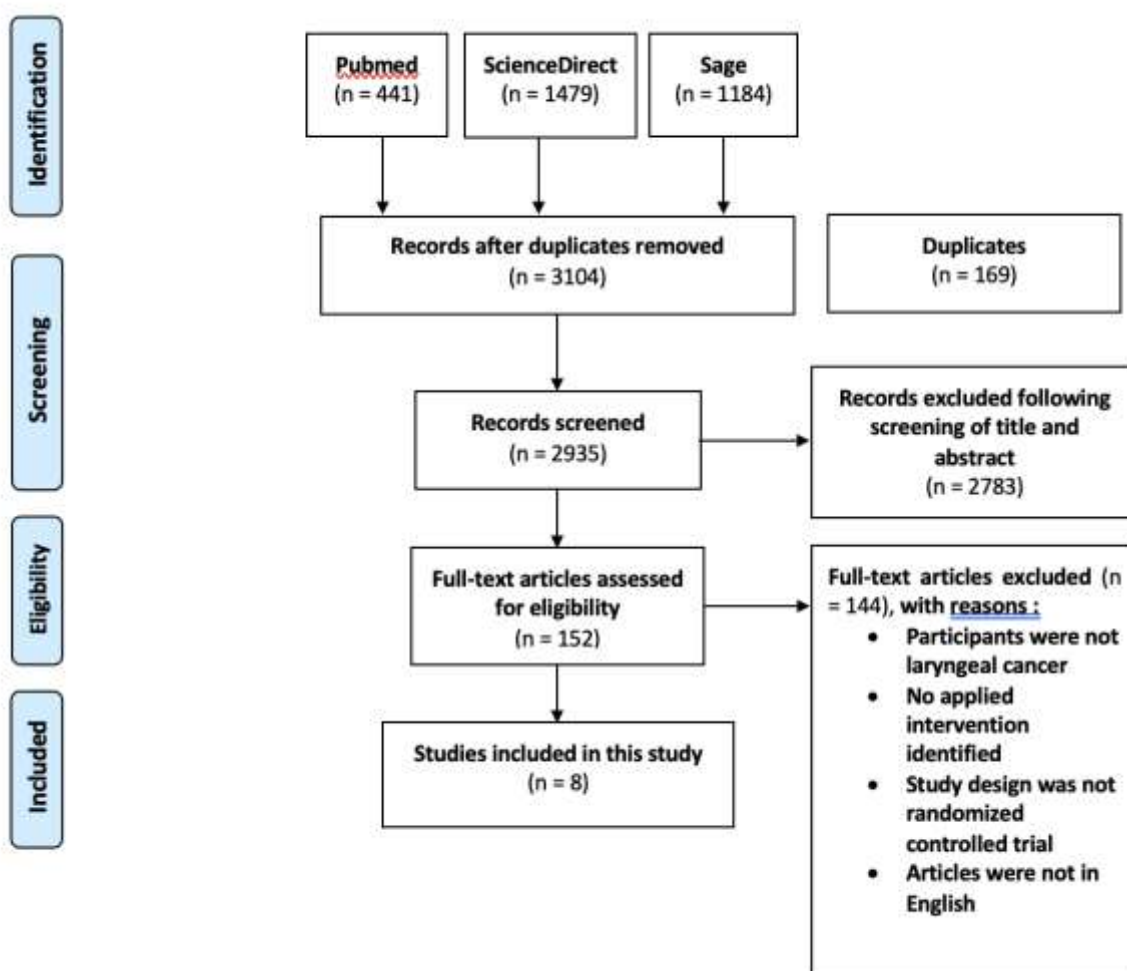 Identification
Pubmed
(n = 441)
ScienceDirect
(n = 1479)
Sage
(n = 1184)
Records after duplicates removed
(n = 3104)
Duplicates
(n = 169)
Screening
Records screened
(n = 2935)
Records excluded following
screening of title and
abstract
(n = 2783)
Eligibility
Full-text articles assessed
for eligibility
(n = 152)
Full-text articles excluded (n
= 144), with reasons :
• Participants were not
laryngeal cancer
• No applied
intervention
identified
• Study design was not
randomized
controlled trial
• Articles were not in
English
Included
Studies included in this study
(n = 8)